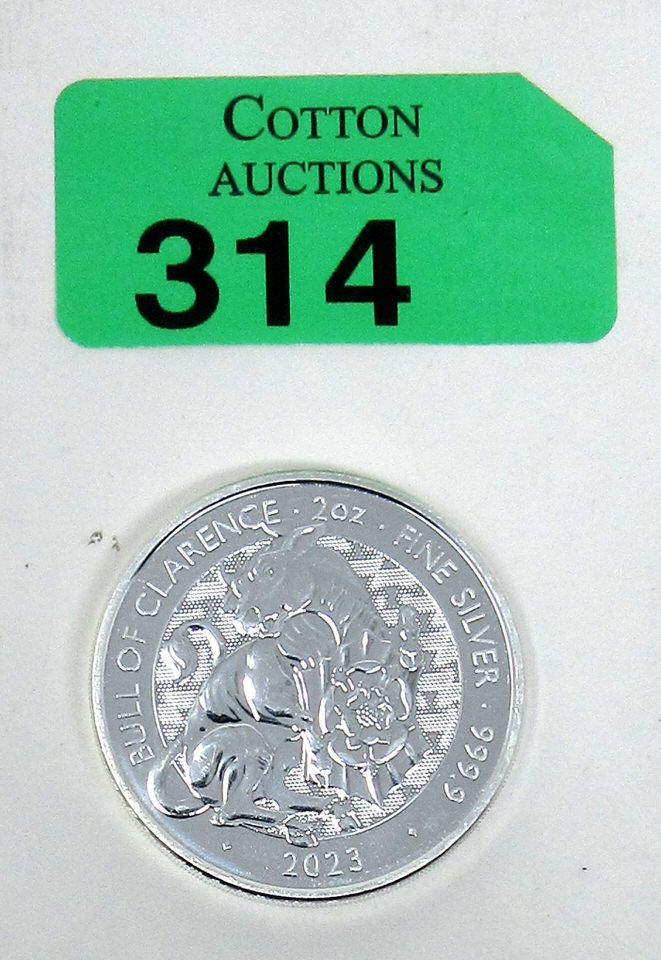 COTTON
AUCTIONS
314
BULL OF CLARENCE · 2oz · FINE SILVER · 999.9
2023